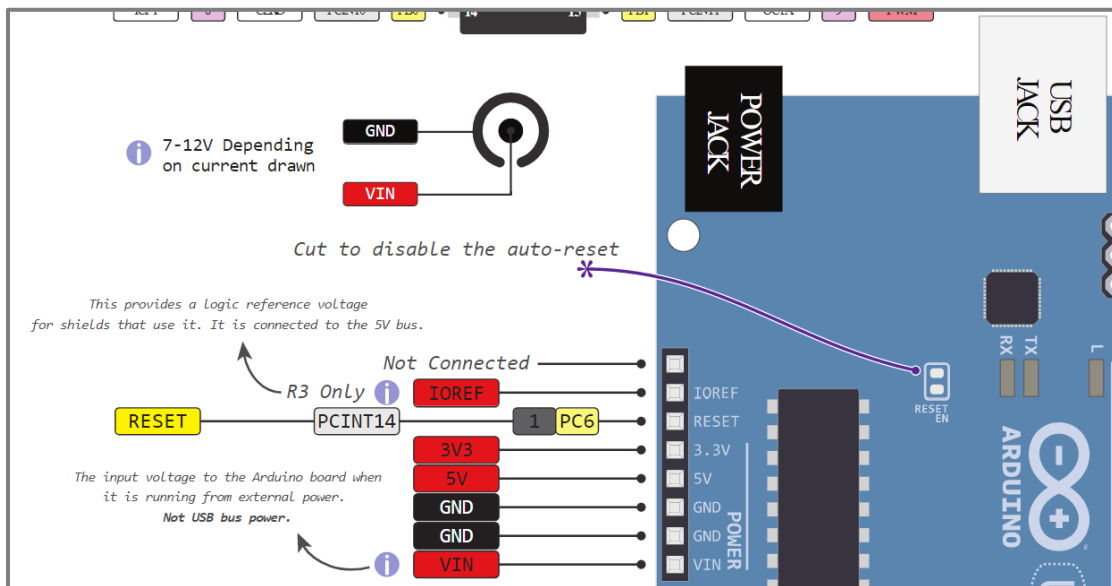 14
13
POWER
JACK
USB
JACK
GND
7-12V Depending
on current drawn
VIN
Cut to disable the auto-reset
*
This provides a logic reference voltage
for shields that use it. It is connected to the 5V bus.
Not Connected
R3 Only i IOREF
RESET PCINT14 1 PC6
3V3
5V
GND
GND
VIN
The input voltage to the Arduino board when
it is running from external power.
Not USB bus power.
IOREF
RESET
3.3V
5V
GND
GND
VIN
POWER
RX
TX
L
RESET
EN
ARDUINO